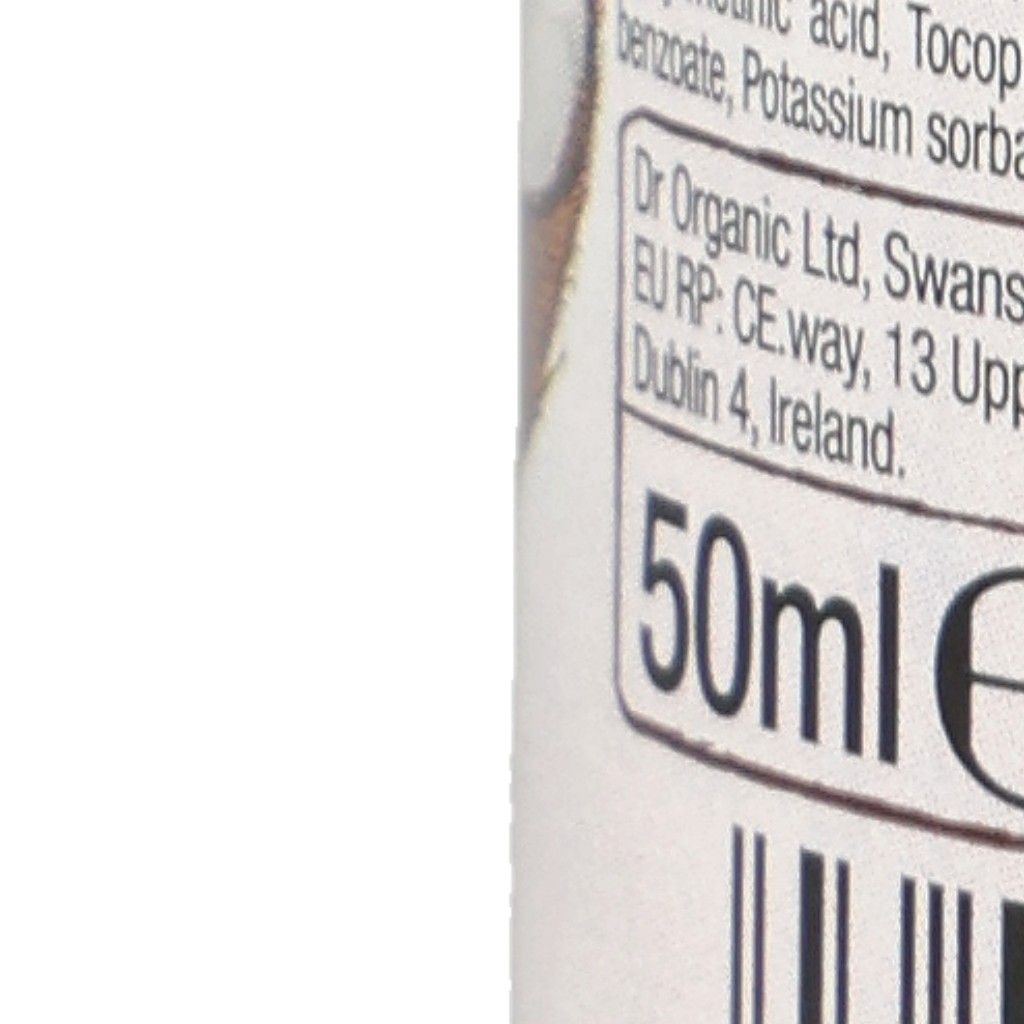 acid, Tocop
benzoate, Potassium sorba
Dr Organic Ltd, Swans
EU RP: CE.way, 13 Upp
Dublin 4, Ireland.
50ml ℮